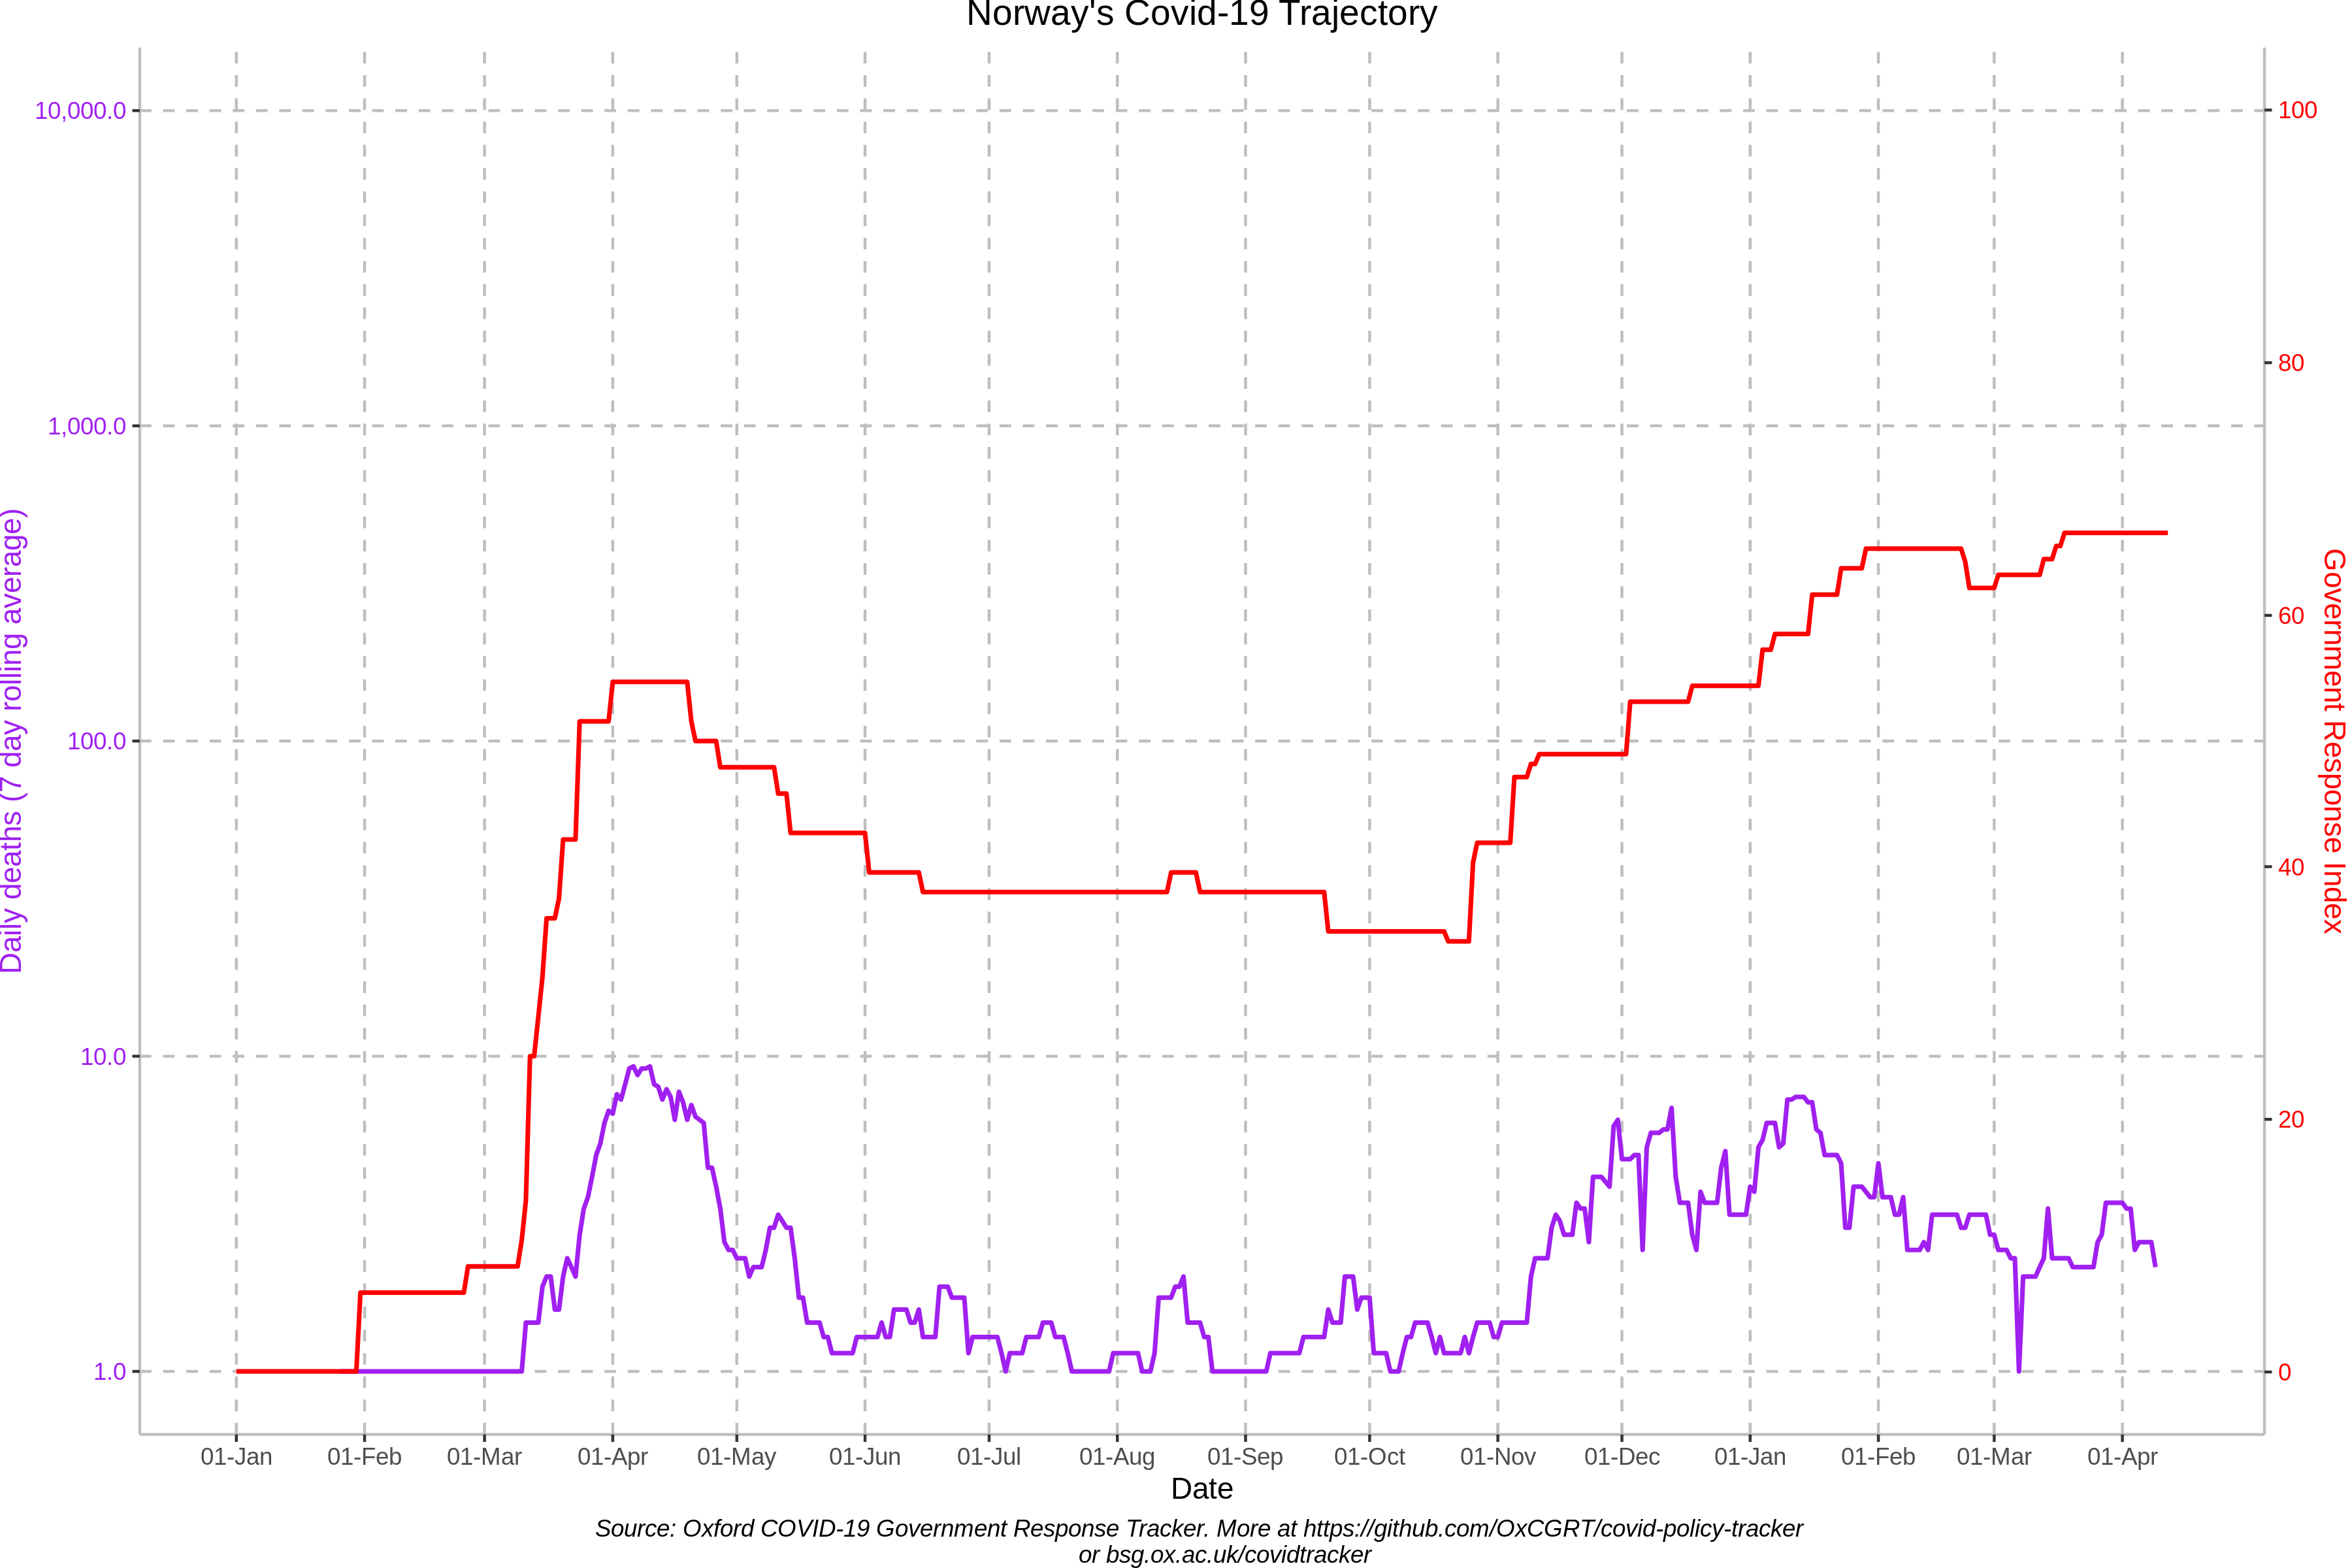 Norway's Covid-19 Trajectory
10,000.0
1,000.0
100.0
10.0
1.0
Daily deaths (7 day rolling average)
100
80
60
40
20
0
Government Response Index
01-Jan
01-Feb
01-Mar
01-Apr
01-May
01-Jun
01-Jul
01-Aug
01-Sep
01-Oct
01-Nov
01-Dec
01-Jan
01-Feb
01-Mar
01-Apr
Date
Source: Oxford COVID-19 Government Response Tracker. More at https://github.com/OxCGRT/covid-policy-tracker
or bsg.ox.ac.uk/covidtracker